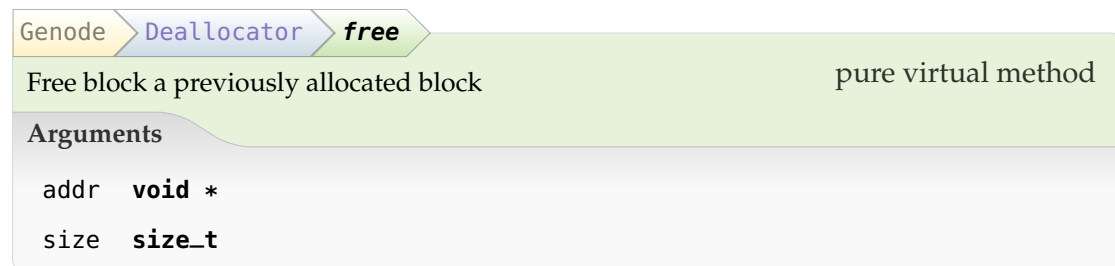 Genode Deallocator free
Free block a previously allocated block pure virtual method
Arguments
addr void *
size size_t